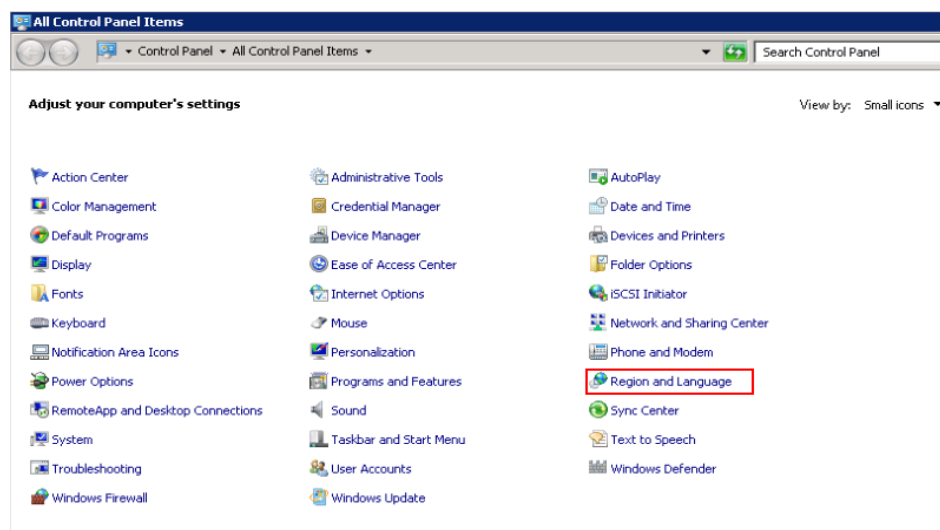 All Control Panel Items
Control Panel All Control Panel Items Search Control Panel
Adjust your computer's settings View by: Small icons
Action Center Administrative Tools AutoPlay
Color Management Credential Manager Date and Time
Default Programs Device Manager Devices and Printers
Display Ease of Access Center Folder Options
Fonts Internet Options iSCSI Initiator
Keyboard Mouse Network and Sharing Center
Notification Area Icons Personalization Phone and Modem
Power Options Programs and Features Region and Language
RemoteApp and Desktop Connections Sound Sync Center
System Taskbar and Start Menu Text to Speech
Troubleshooting User Accounts Windows Defender
Windows Firewall Windows Update